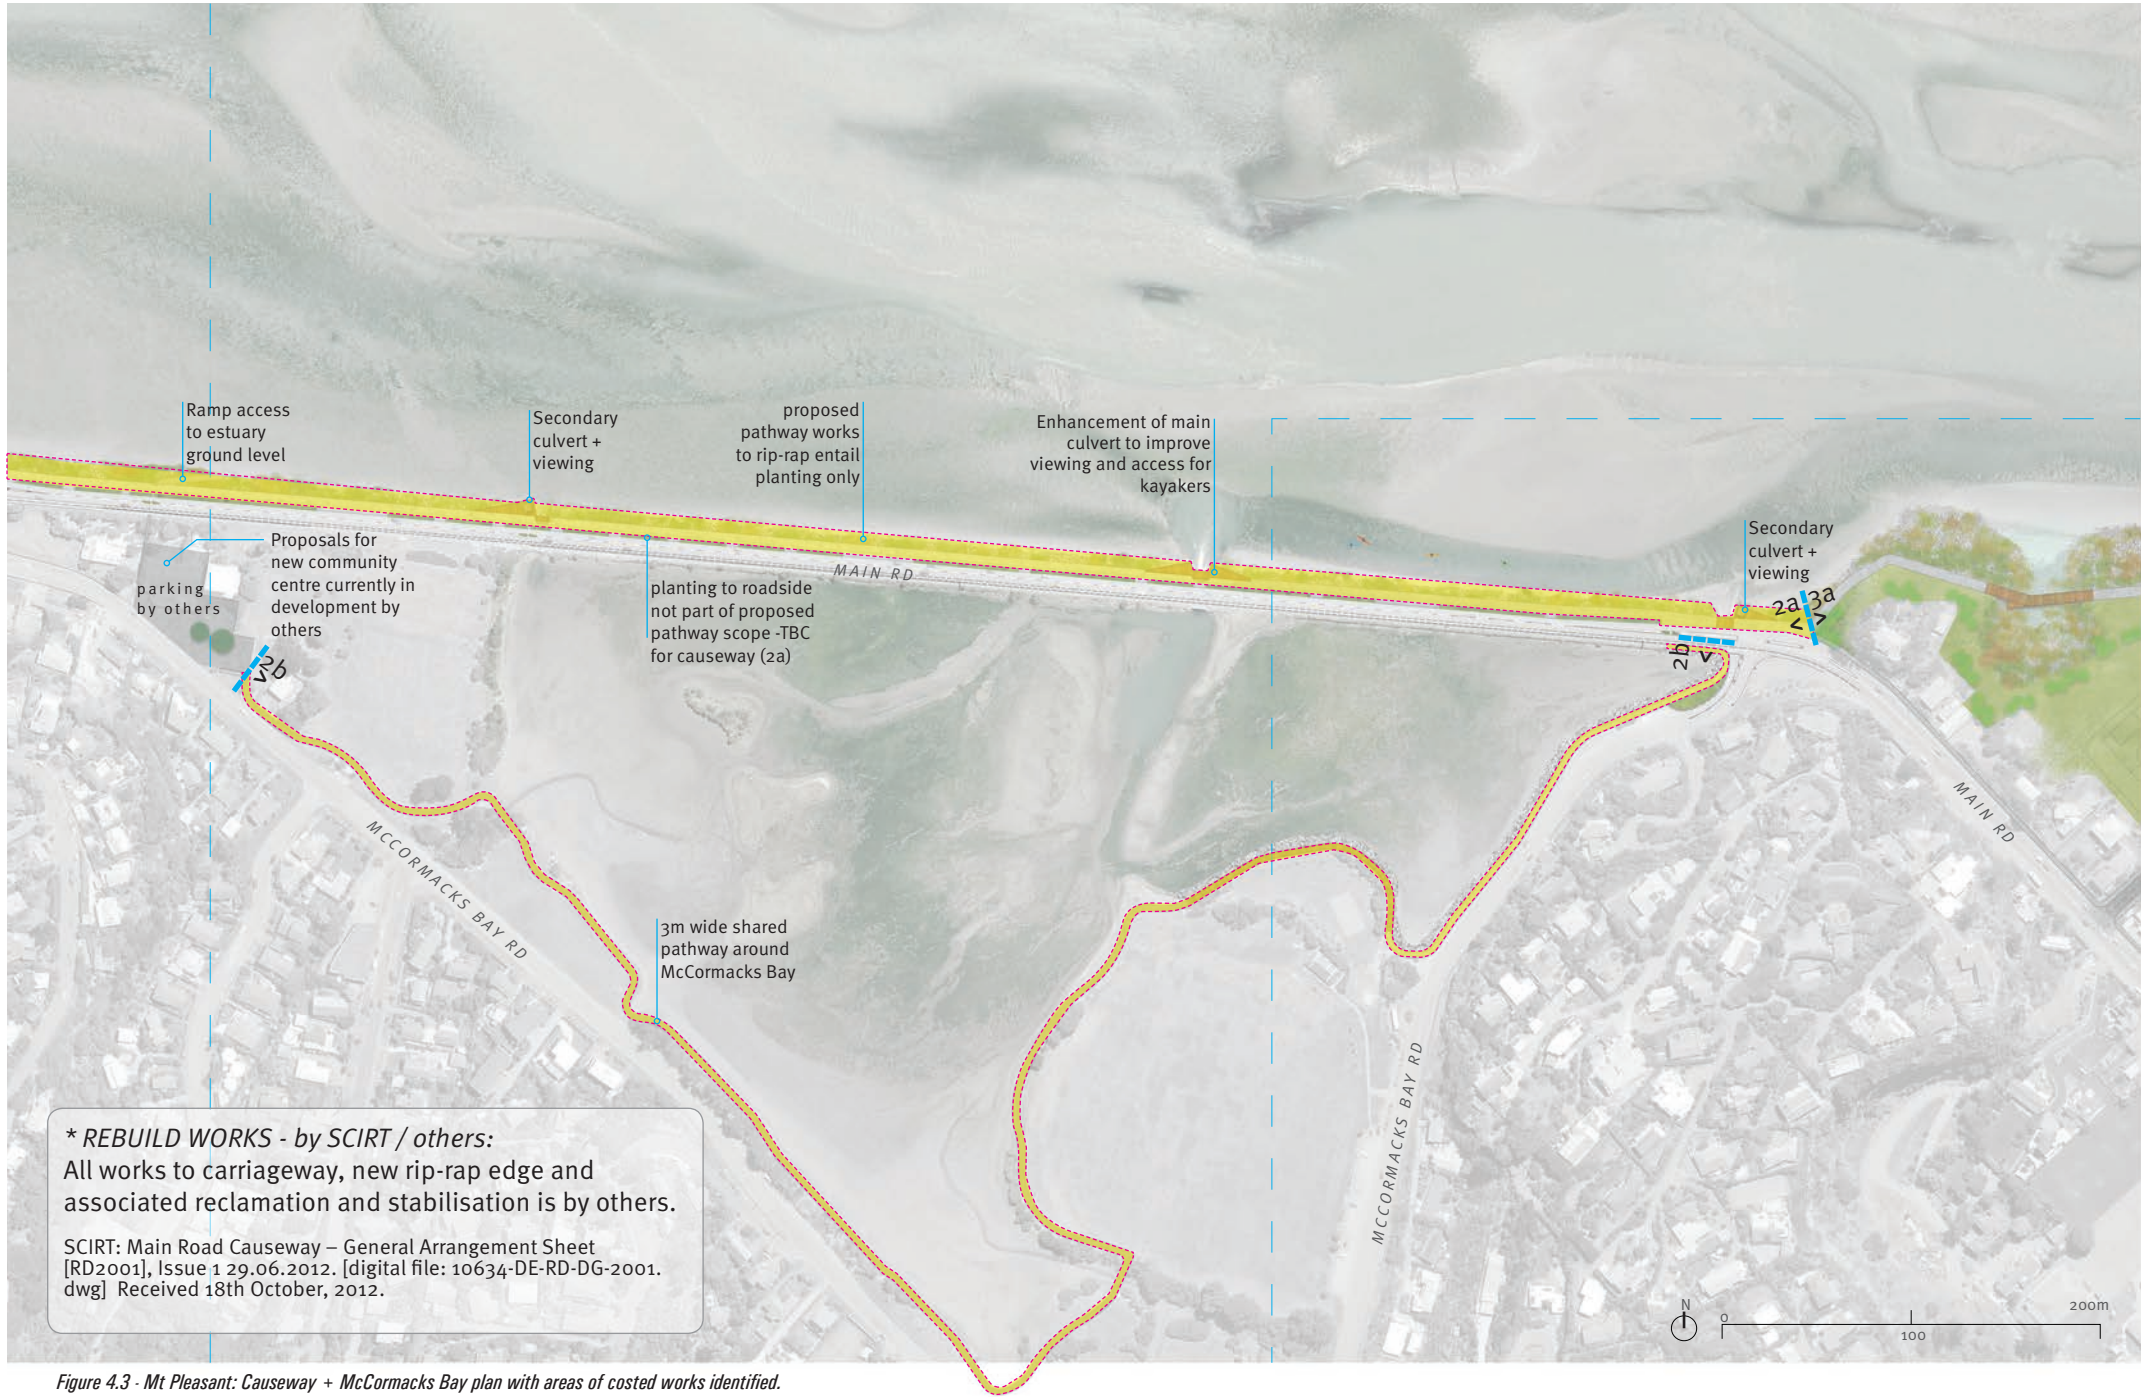 Ramp access
to estuary
ground level
Secondary
culvert +
viewing
proposed
pathway works
to rip-rap entail
planting only
Enhancement of main
culvert to improve
viewing and access for
kayakers
Secondary
culvert +
viewing
2a
3a
<
>
Proposals for
new community
centre currently in
development by
others
parking
by others
MAIN RD
planting to roadside
not part of proposed
pathway scope -TBC
for causeway (2a)
2b
>
2b
<
MAIN RD
MCCORMACKS BAY RD
3m wide shared
pathway around
McCormacks Bay
MCCORMACKS BAY RD
* REBUILD WORKS - by SCIRT / others:
All works to carriageway, new rip-rap edge and
associated reclamation and stabilisation is by others.
SCIRT: Main Road Causeway – General Arrangement Sheet
[RD2001], Issue 1 29.06.2012. [digital file: 10634-DE-RD-DG-2001.
dwg] Received 18th October, 2012.
N
0
100
200m
Figure 4.3 - Mt Pleasant: Causeway + McCormacks Bay plan with areas of costed works identified.